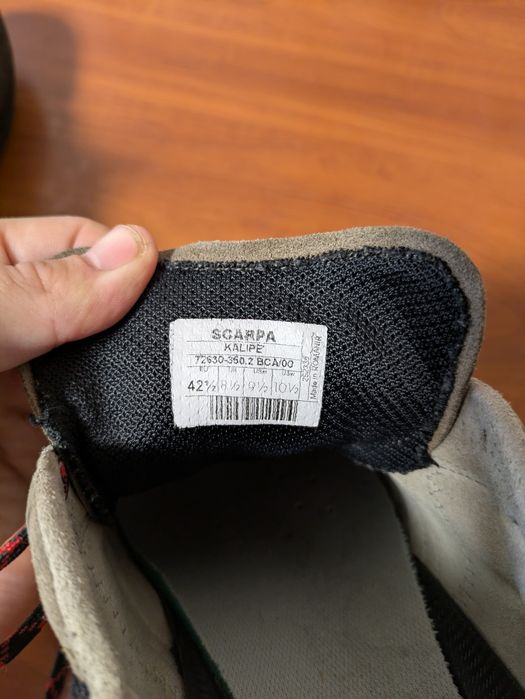 SCARPA
KALIPE
72630-350.2 BCA/00
EU UK USm USw
42½ 8½ 9½ 10½
Made in ROMANIA